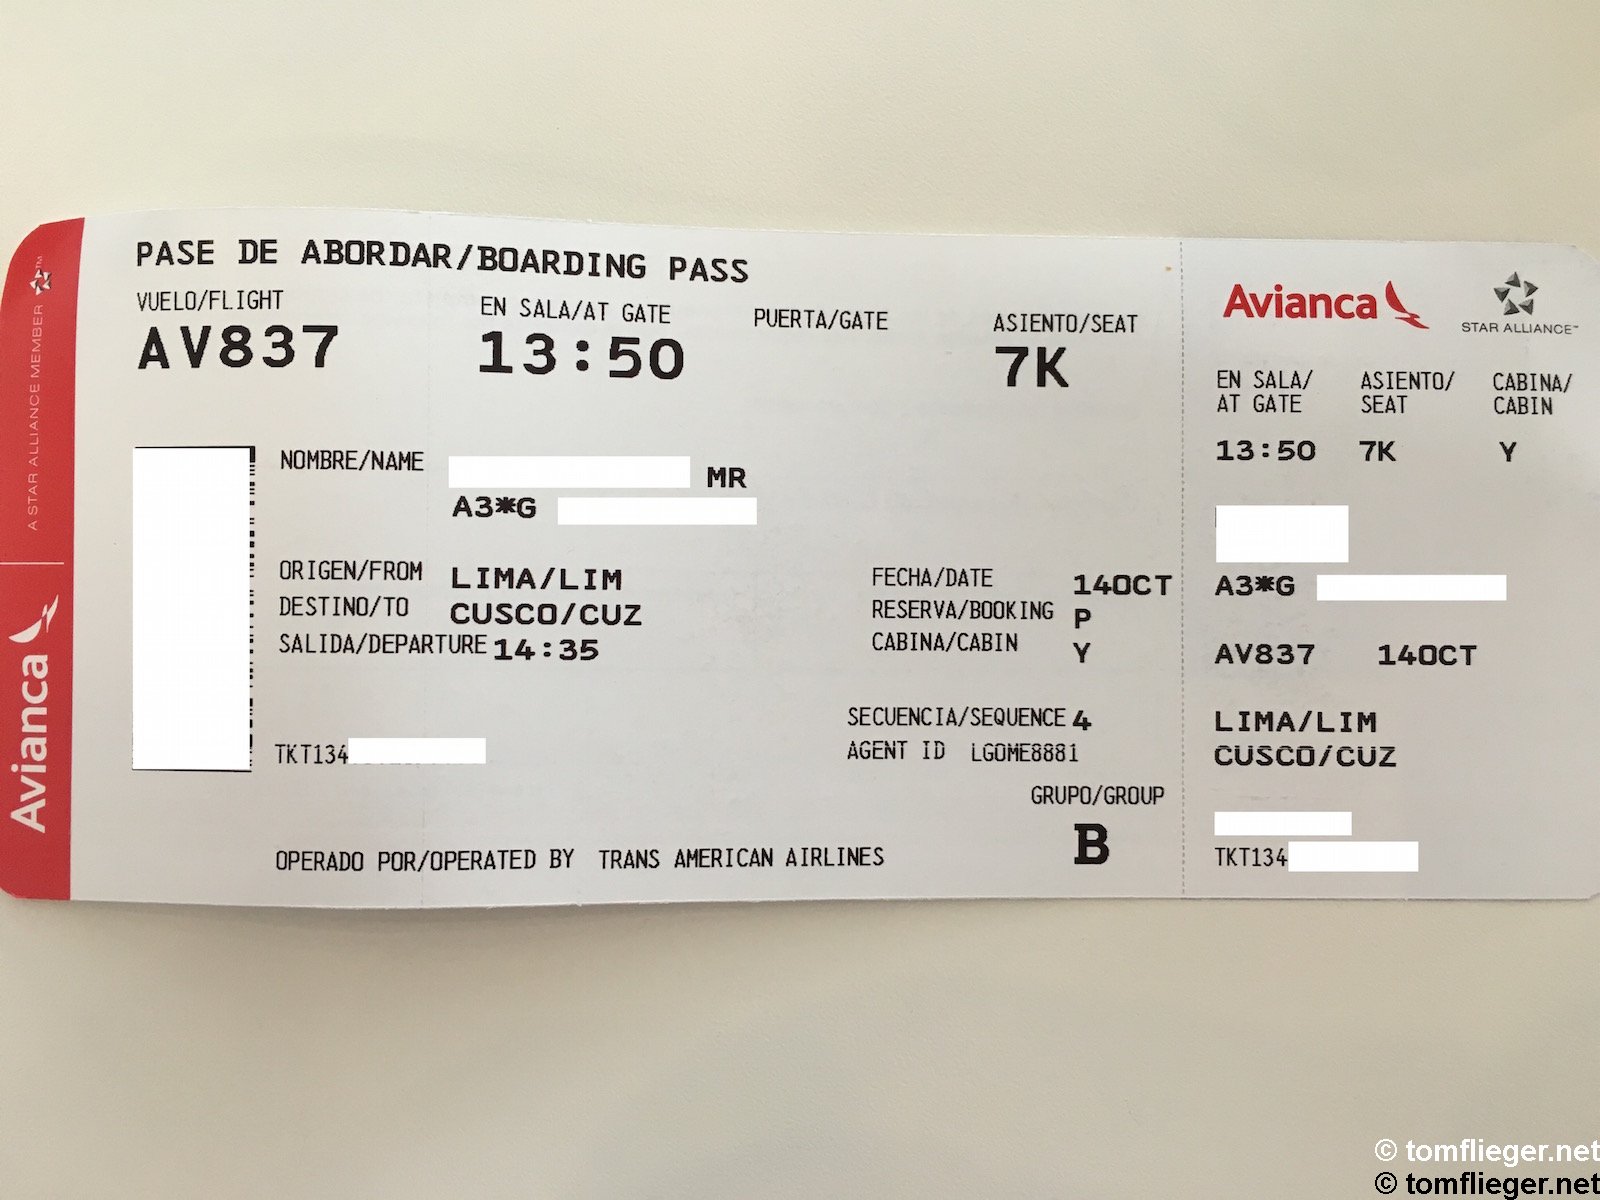 PASE DE ABORDAR/BOARDING PASS
VUELO/FLIGHT EN SALA/AT GATE PUERTA/GATE ASIENTO/SEAT
AV837 13:50 7K
NOMBRE/NAME MR
A3*G
ORIGEN/FROM LIMA/LIM FECHA/DATE 14OCT
DESTINO/TO CUSCO/CUZ RESERVA/BOOKING P
SALIDA/DEPARTURE 14:35 CABINA/CABIN Y
SECUENCIA/SEQUENCE 4
TKT134 AGENT ID LGOME8881
GRUPO/GROUP
B
OPERADO POR/OPERATED BY TRANS AMERICAN AIRLINES
A STAR ALLIANCE MEMBER
Avianca
Avianca STAR ALLIANCE™
EN SALA/ ASIENTO/ CABINA/
AT GATE SEAT CABIN
13:50 7K Y
A3*G
AV837 14OCT
LIMA/LIM
CUSCO/CUZ
TKT134
© tomflieger.net
© tomflieger.net